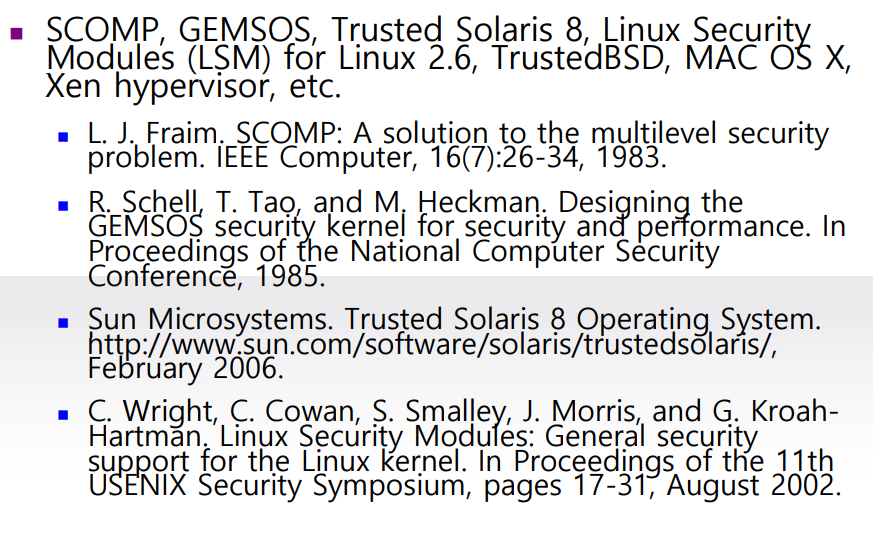 SCOMP, GEMSOS, Trusted Solaris 8, Linux Security
Modules (LSM) for Linux 2.6, TrustedBSD, MAC OS X,
Xen hypervisor, etc.
L. J. Fraim. SCOMP: A solution to the multilevel security
problem. IEEE Computer, 16(7):26-34, 1983.
R. Schell, T. Tao, and M. Heckman. Designing the
GEMSOS security kernel for security and performance. In
Proceedings of the National Computer Security
Conference, 1985.
Sun Microsystems. Trusted Solaris 8 Operating System.
http://www.sun.com/software/solaris/trustedsolaris/,
February 2006.
C. Wright, C. Cowan, S. Smalley, J. Morris, and G. Kroah-
Hartman. Linux Security Modules: General security
support for the Linux kernel. In Proceedings of the 11th
USENIX Security Symposium, pages 17-31, August 2002.